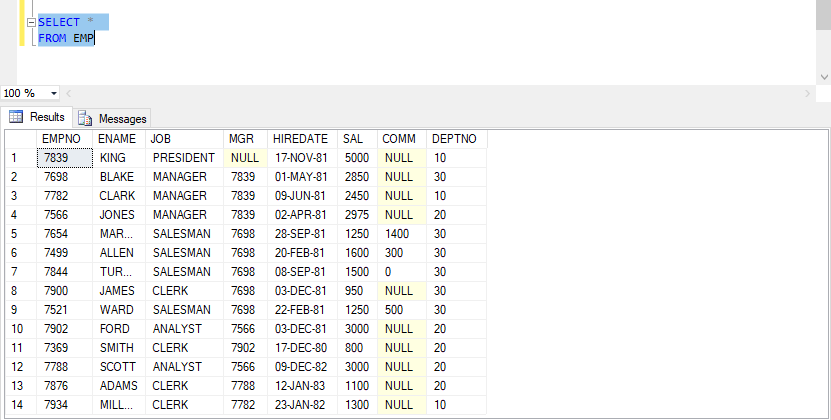 SELECT *
FROM EMP
100 %
Results Messages
EMPNO ENAME JOB MGR HIREDATE SAL COMM DEPTNO
1 7839 KING PRESIDENT NULL 17-NOV-81 5000 NULL 10
2 7698 BLAKE MANAGER 7839 01-MAY-81 2850 NULL 30
3 7782 CLARK MANAGER 7839 09-JUN-81 2450 NULL 10
4 7566 JONES MANAGER 7839 02-APR-81 2975 NULL 20
5 7654 MAR... SALESMAN 7698 28-SEP-81 1250 1400 30
6 7499 ALLEN SALESMAN 7698 20-FEB-81 1600 300 30
7 7844 TUR... SALESMAN 7698 08-SEP-81 1500 0 30
8 7900 JAMES CLERK 7698 03-DEC-81 950 NULL 30
9 7521 WARD SALESMAN 7698 22-FEB-81 1250 500 30
10 7902 FORD ANALYST 7566 03-DEC-81 3000 NULL 20
11 7369 SMITH CLERK 7902 17-DEC-80 800 NULL 20
12 7788 SCOTT ANALYST 7566 09-DEC-82 3000 NULL 20
13 7876 ADAMS CLERK 7788 12-JAN-83 1100 NULL 20
14 7934 MILL... CLERK 7782 23-JAN-82 1300 NULL 10